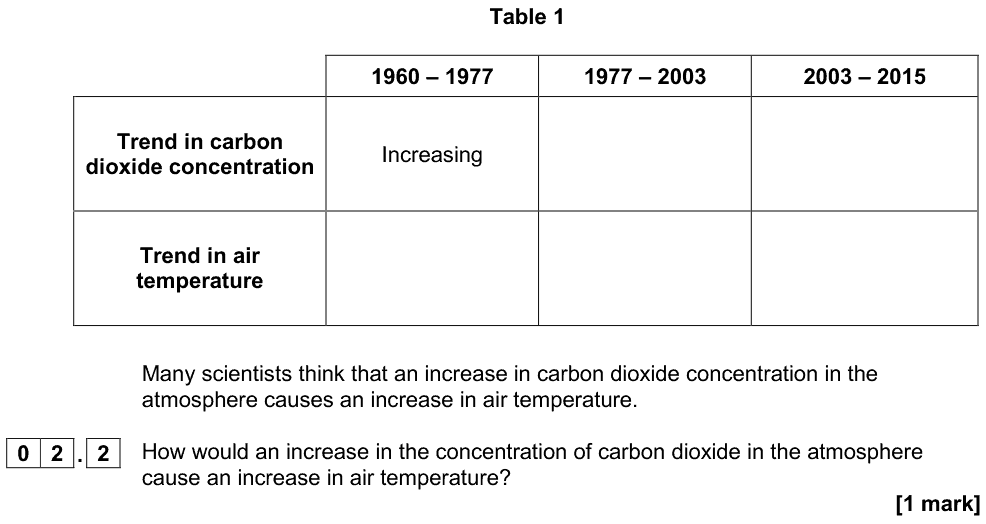 Table 1
1960 – 1977 1977 – 2003 2003 – 2015
Trend in carbon
dioxide concentration
Increasing
Trend in air
temperature
Many scientists think that an increase in carbon dioxide concentration in the
atmosphere causes an increase in air temperature.
0 2 . 2 How would an increase in the concentration of carbon dioxide in the atmosphere
cause an increase in air temperature?
[1 mark]